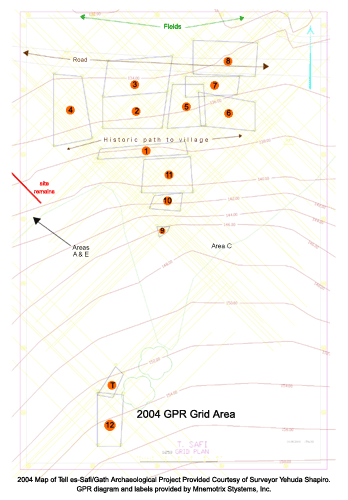 Fields
Road
8
3
7
4
2
5
6
Historic path to village
1
11
site
remains
10
9
Areas
A & E
Area C
T
12
2004 GPR Grid Area
T. SAFI
GRID PLAN
2004 Map of Tell es-Safi/Gath Archaeological Project Provided Courtesy of Surveyor Yehuda Shapiro.
GPR diagram and labels provided by Mnemotrix Stystems, Inc.